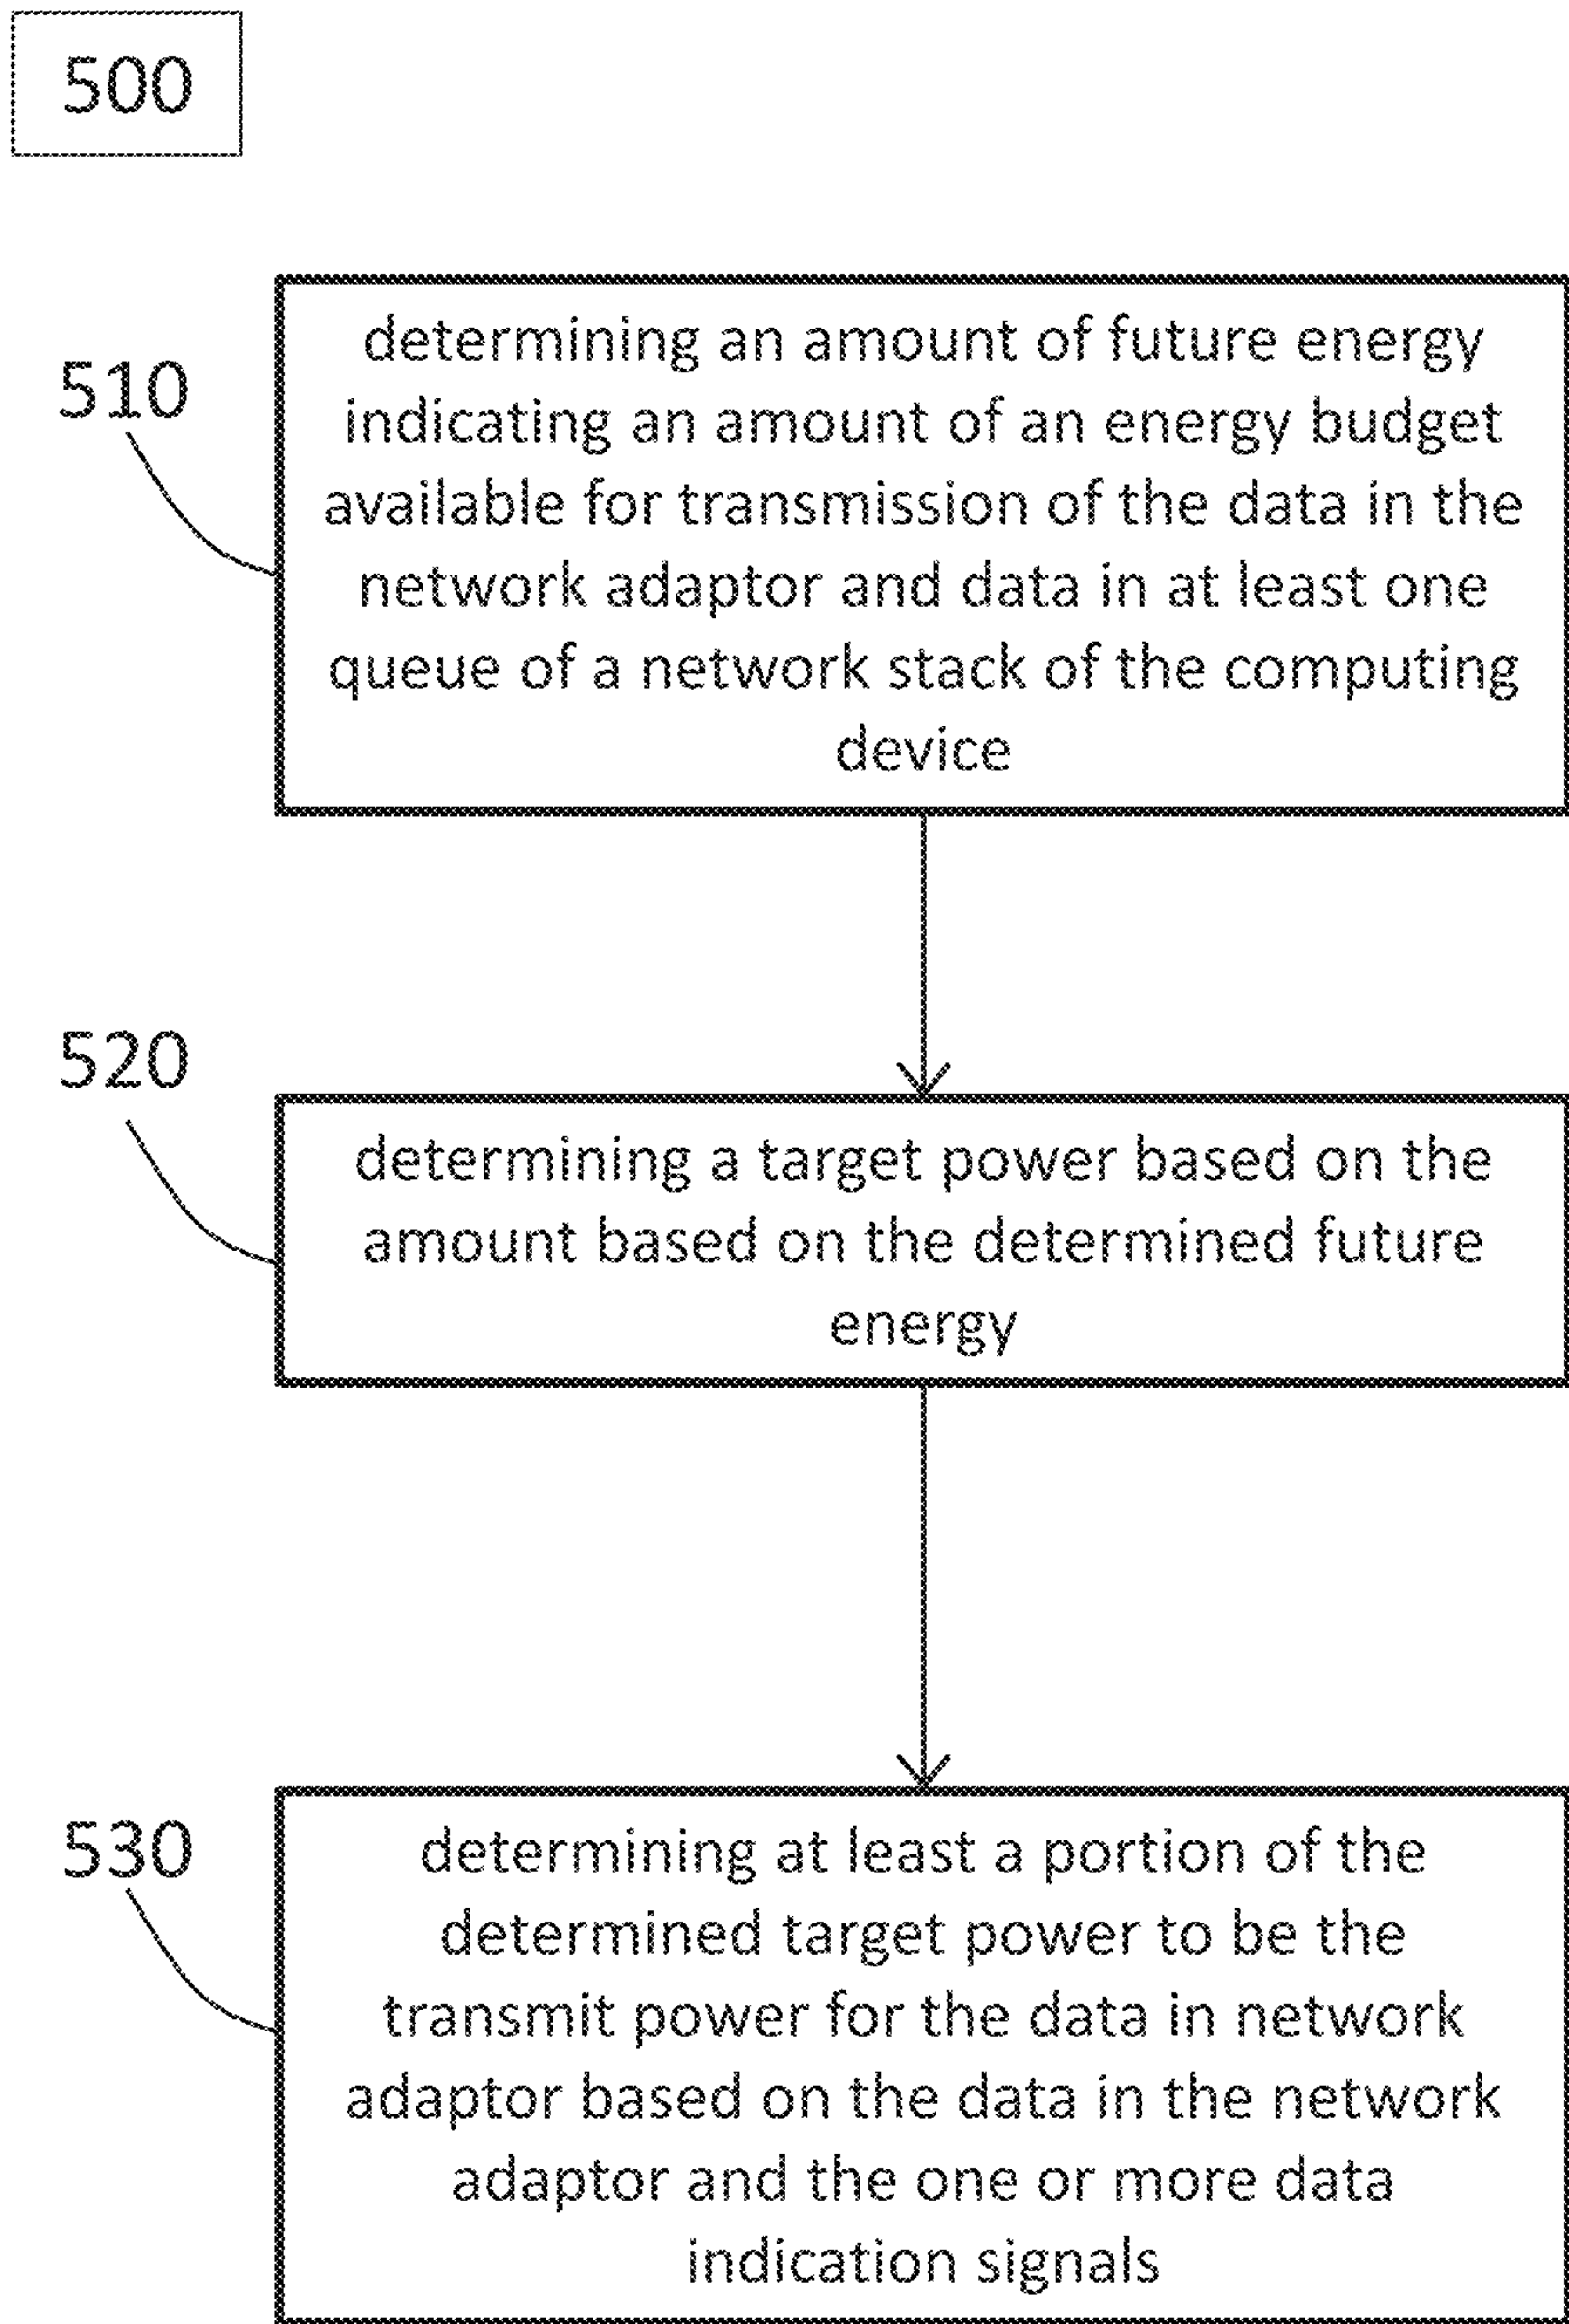 500
510
determining an amount of future energy
indicating an amount of an energy budget
available for transmission of the data in the
network adaptor and data in at least one
queue of a network stack of the computing
device
520
determining a target power based on the
amount based on the determined future
energy
530
determining at least a portion of the
determined target power to be the
transmit power for the data in network
adaptor based on the data in the network
adaptor and the one or more data
indication signals